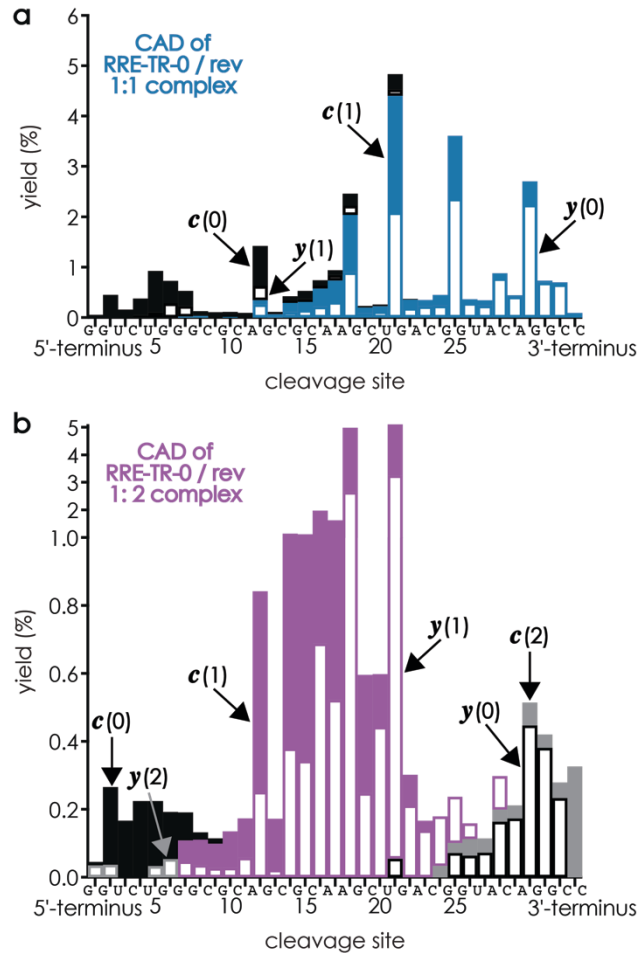 a
CAD of
RRE-TR-0 / rev
1:1 complex
yield (%)
6
5
4
3
2
1
0
c(1)
c(0)
y(1)
y(0)
GGUCUGGGCGCAGCGCAAGCUGACGGUACAGGCC
5'-terminus 5 10 15 20 25 3'-terminus
cleavage site
b
CAD of
RRE-TR-0 / rev
1: 2 complex
yield (%)
5
4
3
2
1.0
0.8
0.6
0.4
0.2
0.0
c(0)
y(2)
c(1)
y(1)
c(2)
y(0)
GGUCUGGGCGCAGCGCAAGCUGACGGUACAGGCC
5'-terminus 5 10 15 20 25 3'-terminus
cleavage site